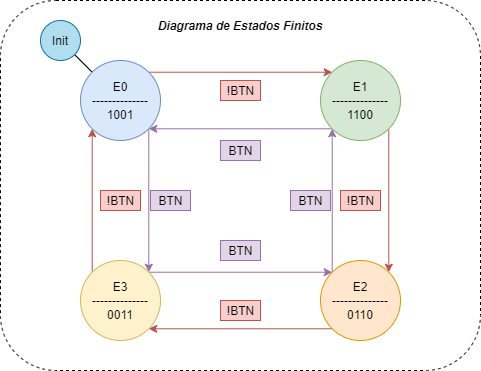 Diagrama de Estados Finitos
Init
E0
--------------
1001
!BTN
E1
--------------
1100
BTN
!BTN
BTN
BTN
!BTN
BTN
E3
--------------
0011
!BTN
E2
--------------
0110